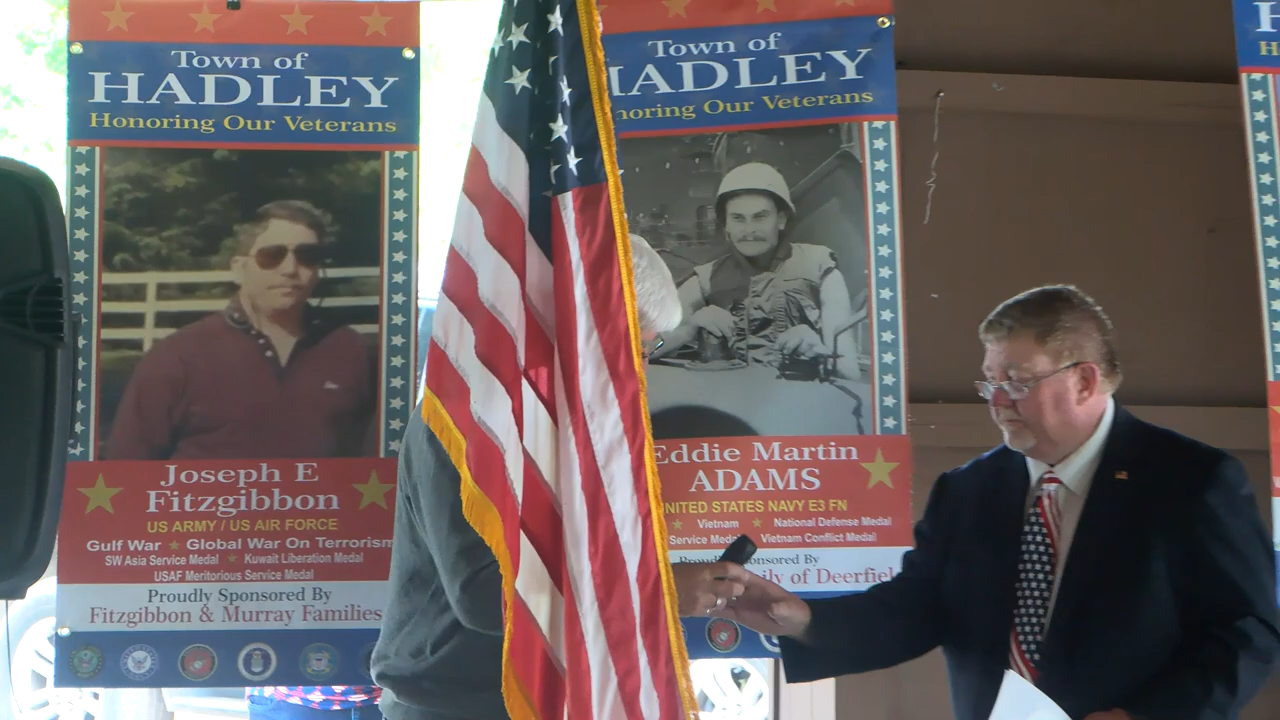 Town of
HADLEY
Honoring Our Veterans
Joseph E
Fitzgibbon
US ARMY / US AIR FORCE
Gulf War ★ Global War On Terrorism
SW Asia Service Medal ★ Kuwait Liberation Medal
USAF Meritorious Service Medal
Proudly Sponsored By
Fitzgibbon & Murray Families
Town of
HADLEY
noring Our Veterans
Eddie Martin
ADAMS
UNITED STATES NAVY E3 FN
★ Vietnam ★ National Defense Medal
Service Medal Vietnam Conflict Medal
Proudly Sponsored By
ily of Deerfiel
H